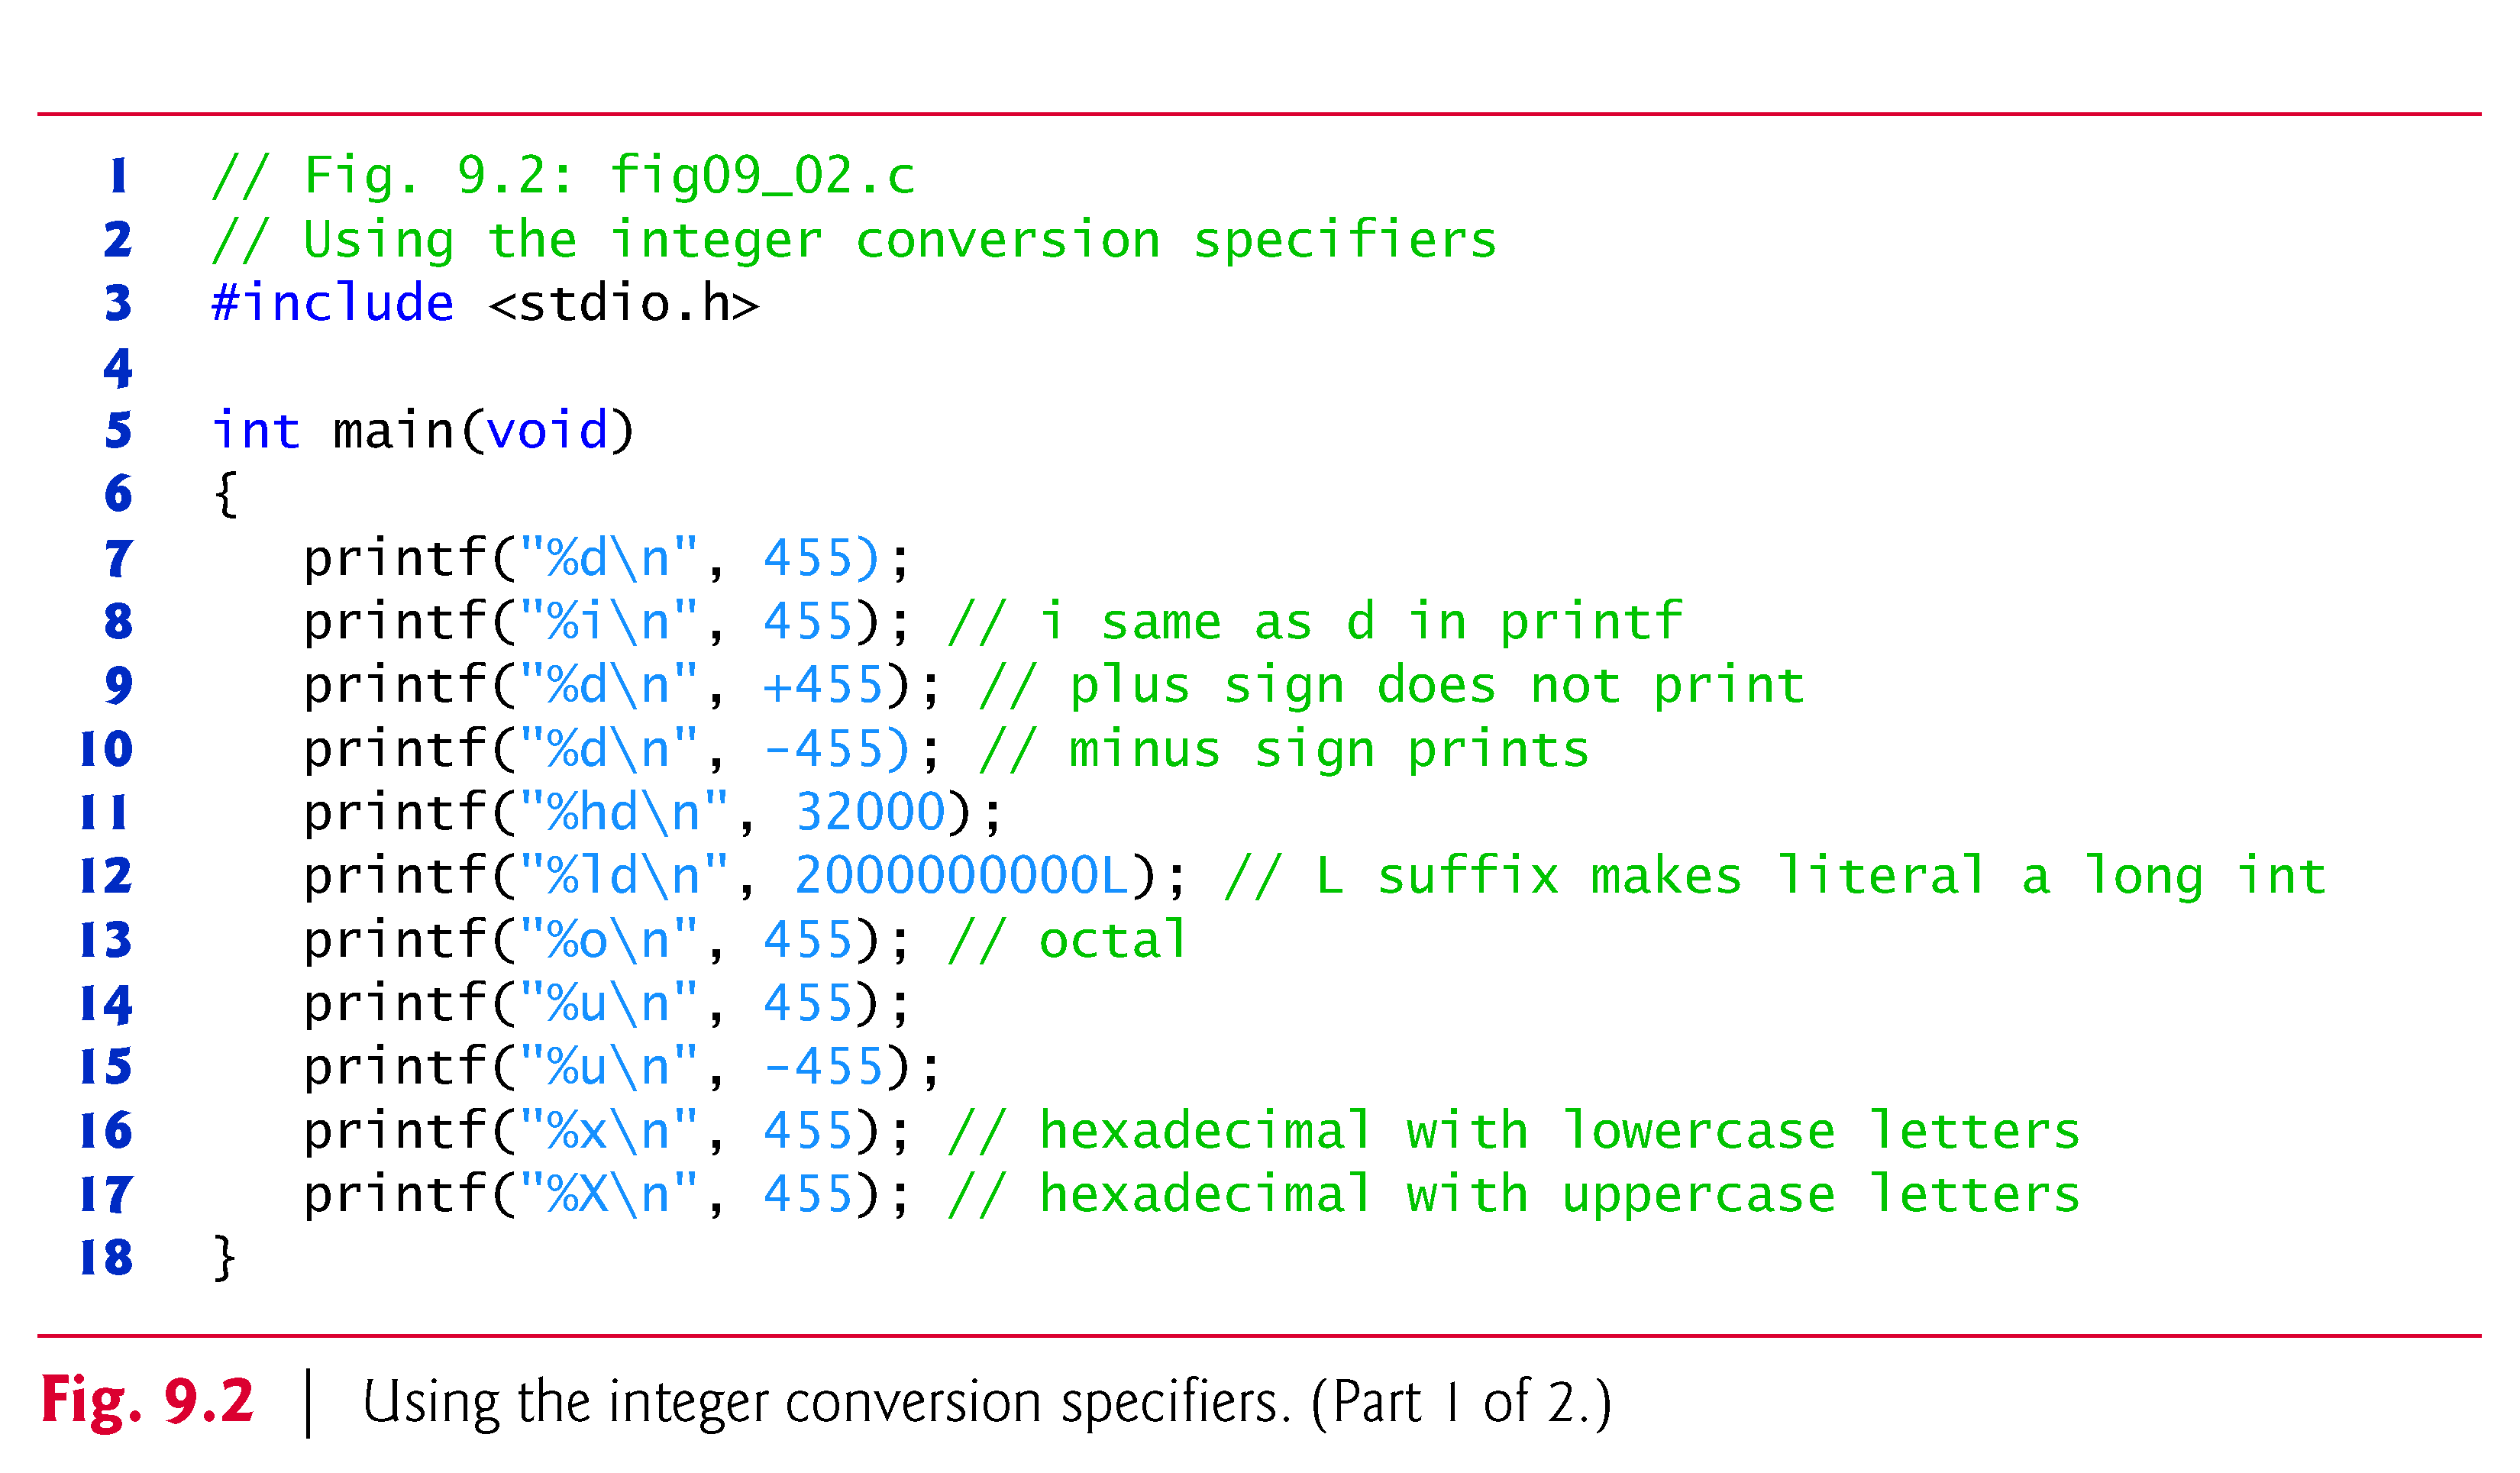 1 // Fig. 9.2: fig09_02.c
2 // Using the integer conversion specifiers
3 #include <stdio.h>
4
5 int main(void)
6 {
7    printf("%d\n", 455);
8    printf("%i\n", 455); // i same as d in printf
9    printf("%d\n", +455); // plus sign does not print
10    printf("%d\n", -455); // minus sign prints
11    printf("%hd\n", 32000);
12    printf("%ld\n", 2000000000L); // L suffix makes literal a long int
13    printf("%o\n", 455); // octal
14    printf("%u\n", 455);
15    printf("%u\n", -455);
16    printf("%x\n", 455); // hexadecimal with lowercase letters
17    printf("%X\n", 455); // hexadecimal with uppercase letters
18 }
Fig. 9.2 | Using the integer conversion specifiers. (Part 1 of 2.)